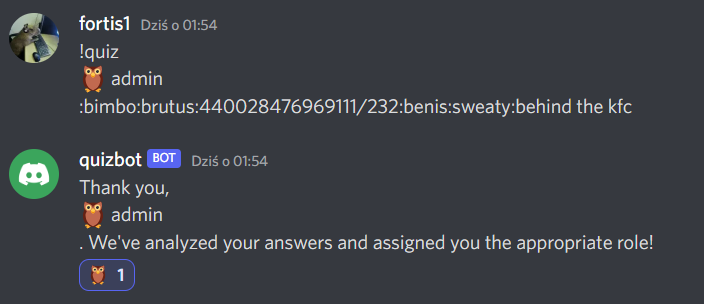 fortis1 Dziś o 01:54
!quiz
🦉 admin
:bimbo:brutus:440028476969111/232:benis:sweaty:behind the kfc
quizbot BOT Dziś o 01:54
Thank you,
🦉 admin
. We've analyzed your answers and assigned you the appropriate role!
🦉 1